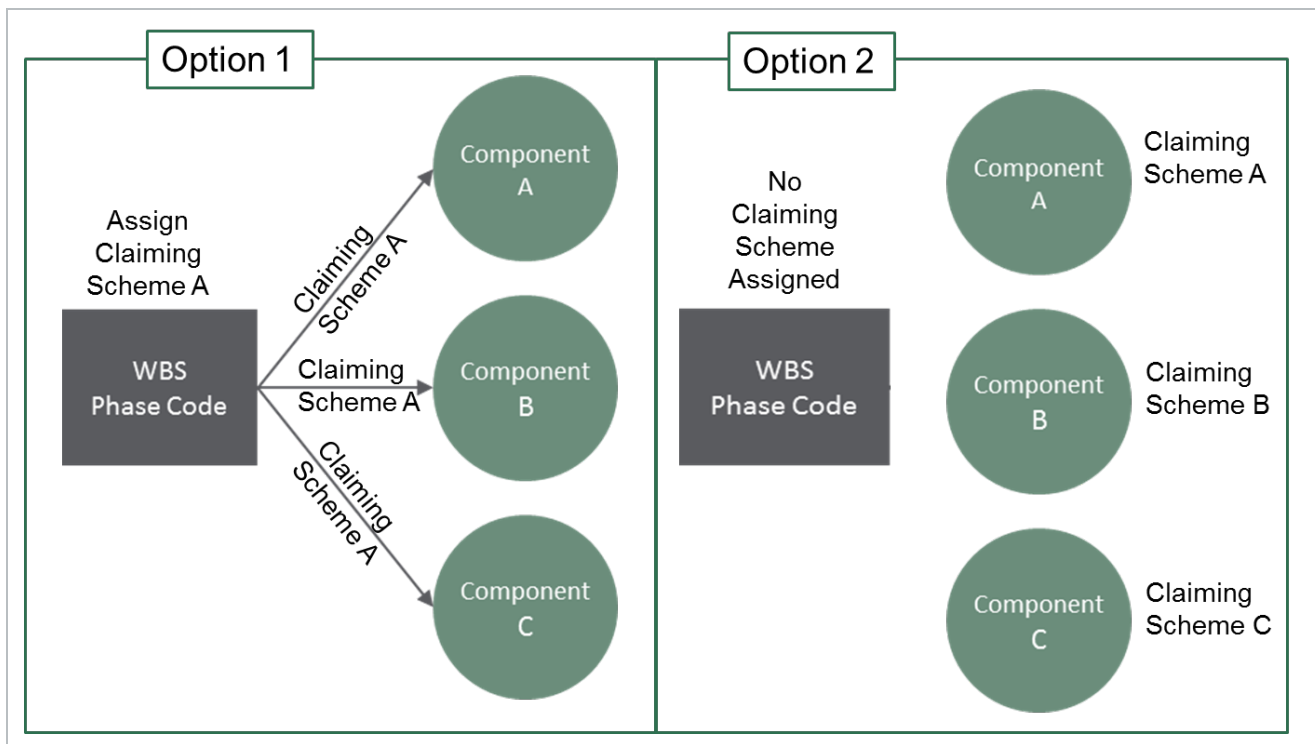 Option 1
Assign
Claiming
Scheme A
WBS
Phase Code
Claiming
Scheme A
Component
A
Claiming
Scheme A
Component
B
Claiming
Scheme A
Component
C
Option 2
No
Claiming
Scheme
Assigned
WBS
Phase Code
Component
A
Claiming
Scheme A
Component
B
Claiming
Scheme B
Component
C
Claiming
Scheme C